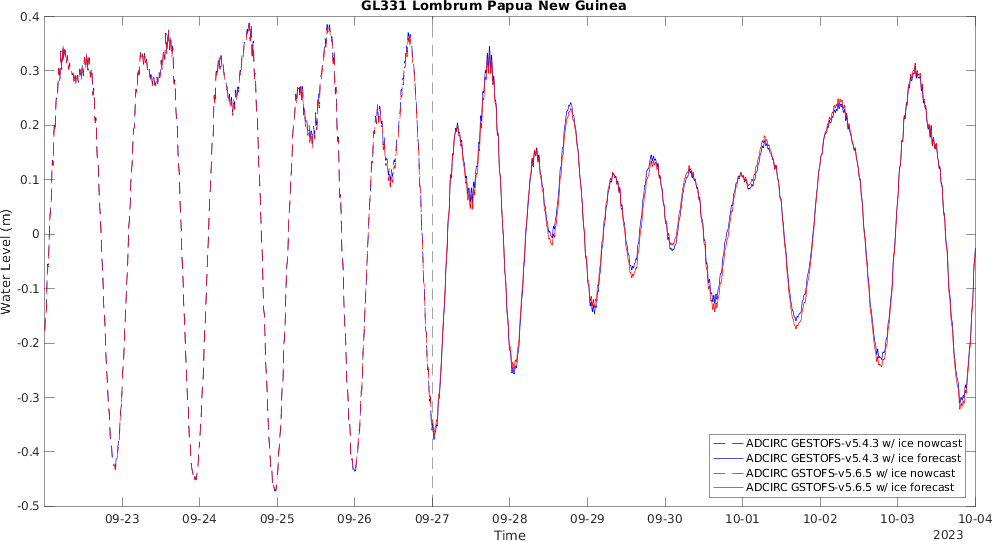 GL331 Lombrum Papua New Guinea
0.4
0.3
0.2
0.1
0
-0.1
-0.2
-0.3
-0.4
-0.5
Water Level (m)
09-23 09-24 09-25 09-26 09-27 09-28 09-29 09-30 10-01 10-02 10-03 10-04
2023
Time
ADCIRC GESTOFS-v5.4.3 w/ ice nowcast
ADCIRC GESTOFS-v5.4.3 w/ ice forecast
ADCIRC GSTOFS-v5.6.5 w/ ice nowcast
ADCIRC GSTOFS-v5.6.5 w/ ice forecast